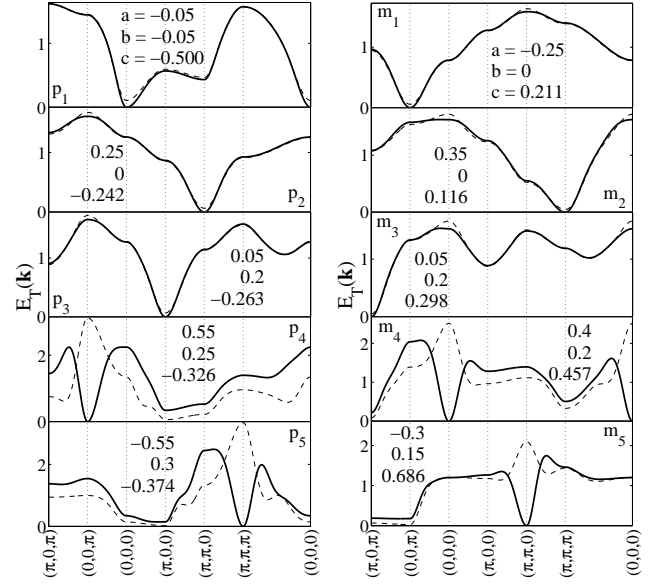 a = −0.05
b = −0.05
c = −0.500
p1
1
0
0.25
0
−0.242
p2
1
0
0.05
0.2
−0.263
p3
1
0
0.55
0.25
−0.326
p4
2
0
−0.55
0.3
−0.374
p5
2
0
E_T(k)
(π,0,π)
(0,0,π)
(0,0,0)
(π,0,0)
(π,π,0)
(π,π,π)
(0,0,0)
m1
a = −0.25
b = 0
c = 0.211
1
0
0.35
0
0.116
m2
1
0
m3
0.05
0.2
0.298
1
0
m4
0.4
0.2
0.457
2
0
−0.3
0.15
0.686
m5
2
0
E_T(k)
(π,0,π)
(0,0,π)
(0,0,0)
(π,0,0)
(π,π,π)
(π,π,0)
(0,0,0)